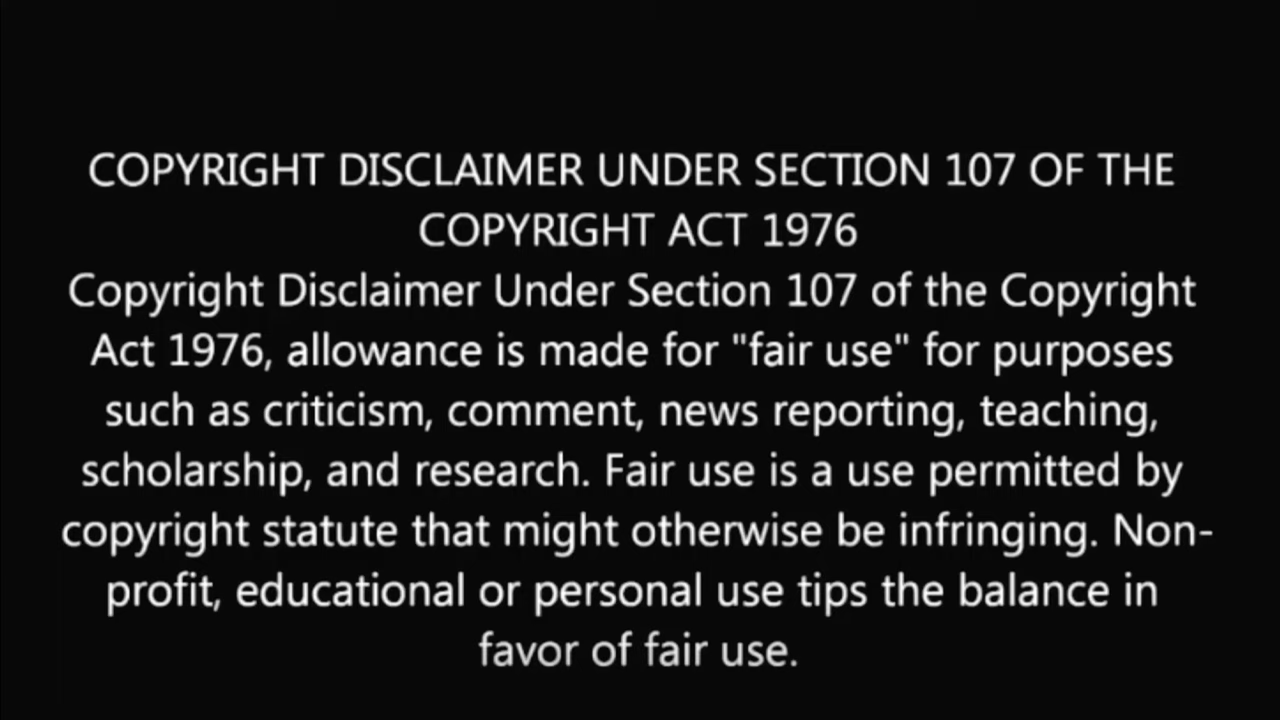 COPYRIGHT DISCLAIMER UNDER SECTION 107 OF THE
COPYRIGHT ACT 1976
Copyright Disclaimer Under Section 107 of the Copyright
Act 1976, allowance is made for "fair use" for purposes
such as criticism, comment, news reporting, teaching,
scholarship, and research. Fair use is a use permitted by
copyright statute that might otherwise be infringing. Non-
profit, educational or personal use tips the balance in
favor of fair use.